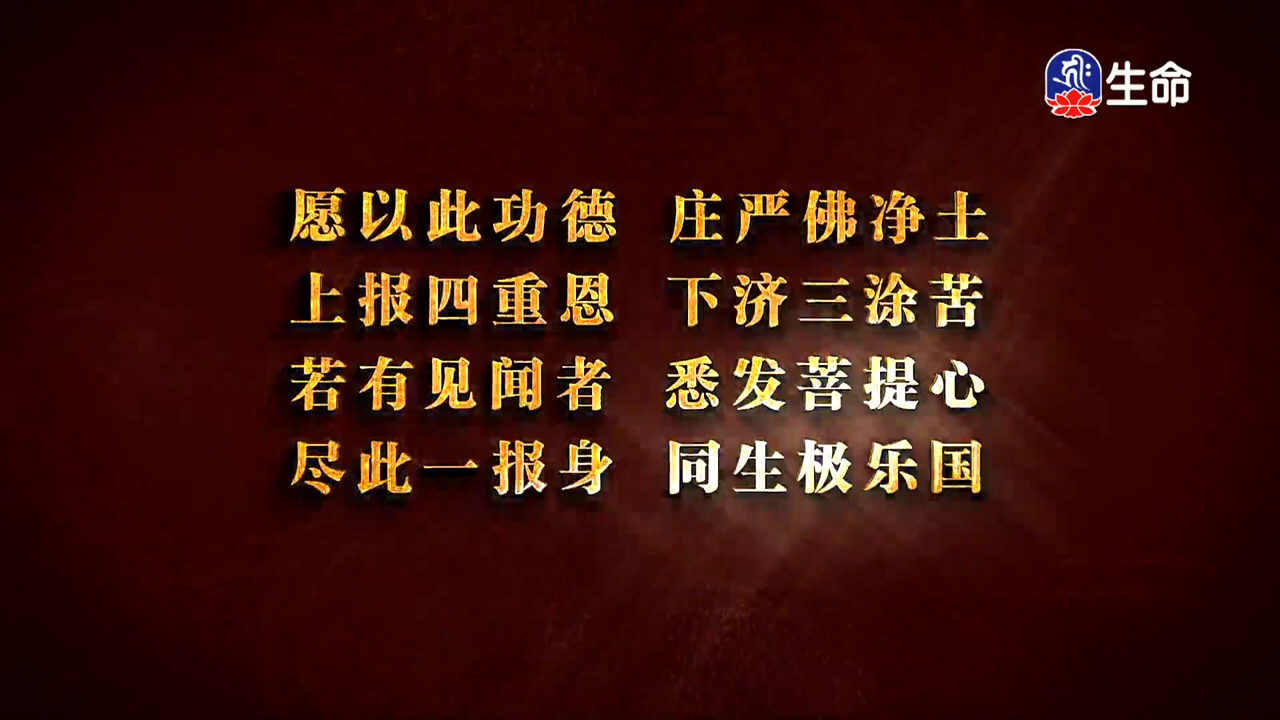 生命
愿以此功德 庄严佛净土
上报四重恩 下济三涂苦
若有见闻者 悉发菩提心
尽此一报身 同生极乐国